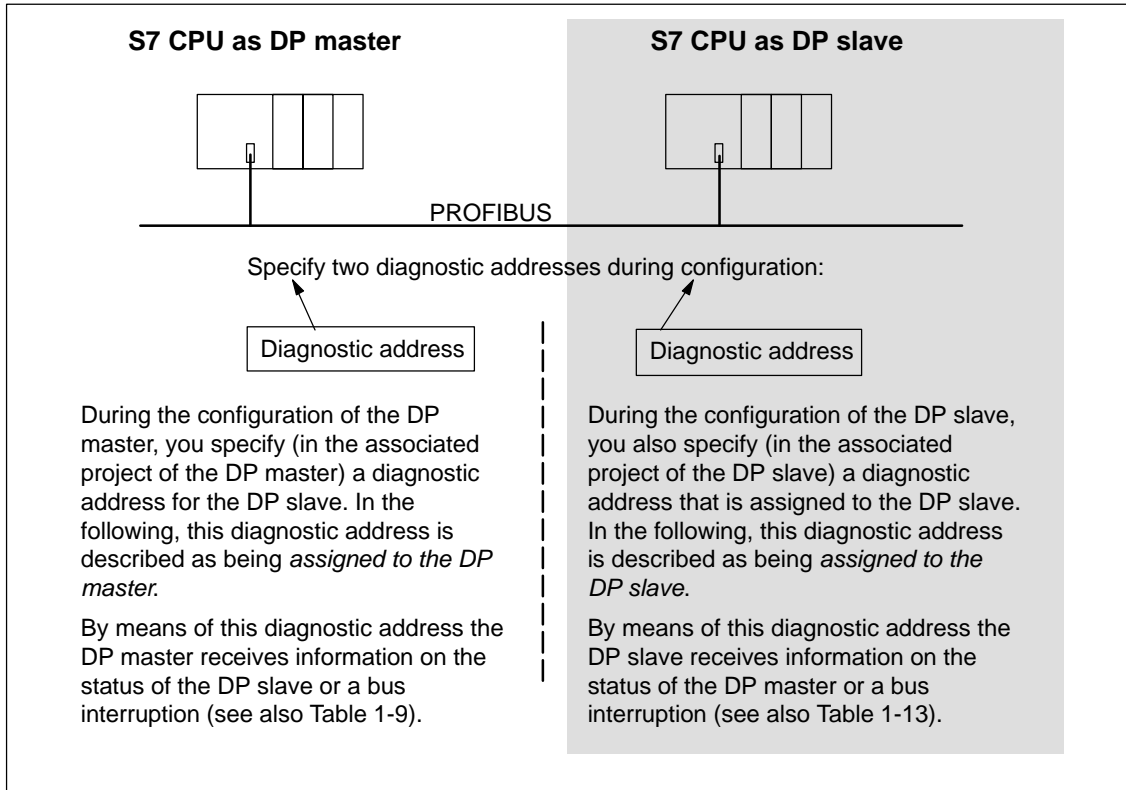 S7 CPU as DP master
S7 CPU as DP slave
PROFIBUS
Specify two diagnostic addresses during configuration:
Diagnostic address
Diagnostic address
During the configuration of the DP
master, you specify (in the associated
project of the DP master) a diagnostic
address for the DP slave. In the
following, this diagnostic address is
described as being assigned to the DP
master.
By means of this diagnostic address the
DP master receives information on the
status of the DP slave or a bus
interruption (see also Table 1-9).
During the configuration of the DP slave,
you also specify (in the associated
project of the DP slave) a diagnostic
address that is assigned to the DP slave.
In the following, this diagnostic address
is described as being assigned to the
DP slave.
By means of this diagnostic address the
DP slave receives information on the
status of the DP master or a bus
interruption (see also Table 1-13).